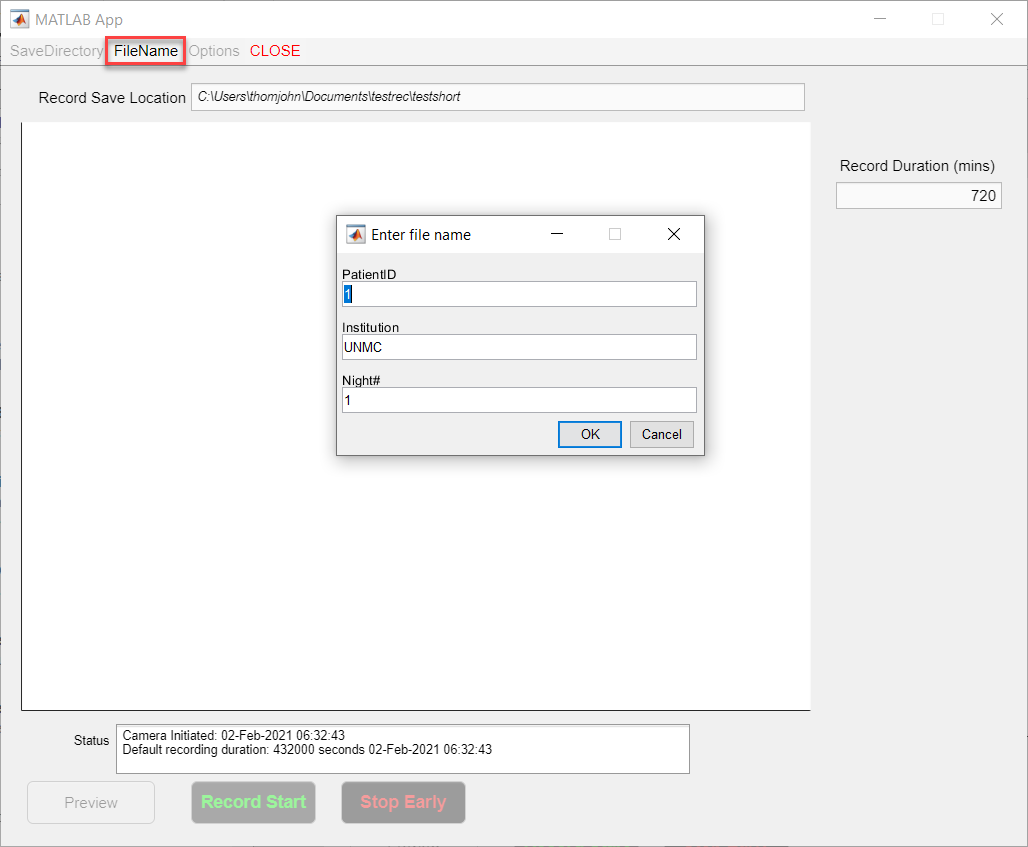 MATLAB App
SaveDirectory FileName Options CLOSE
Record Save Location C:\Users\thomjohn\Documents\testrec\testshort
Record Duration (mins)
720
Enter file name
PatientID
1
Institution
UNMC
Night#
1
OK Cancel
Status
Camera Initiated: 02-Feb-2021 06:32:43
Default recording duration: 432000 seconds 02-Feb-2021 06:32:43
Preview Record Start Stop Early